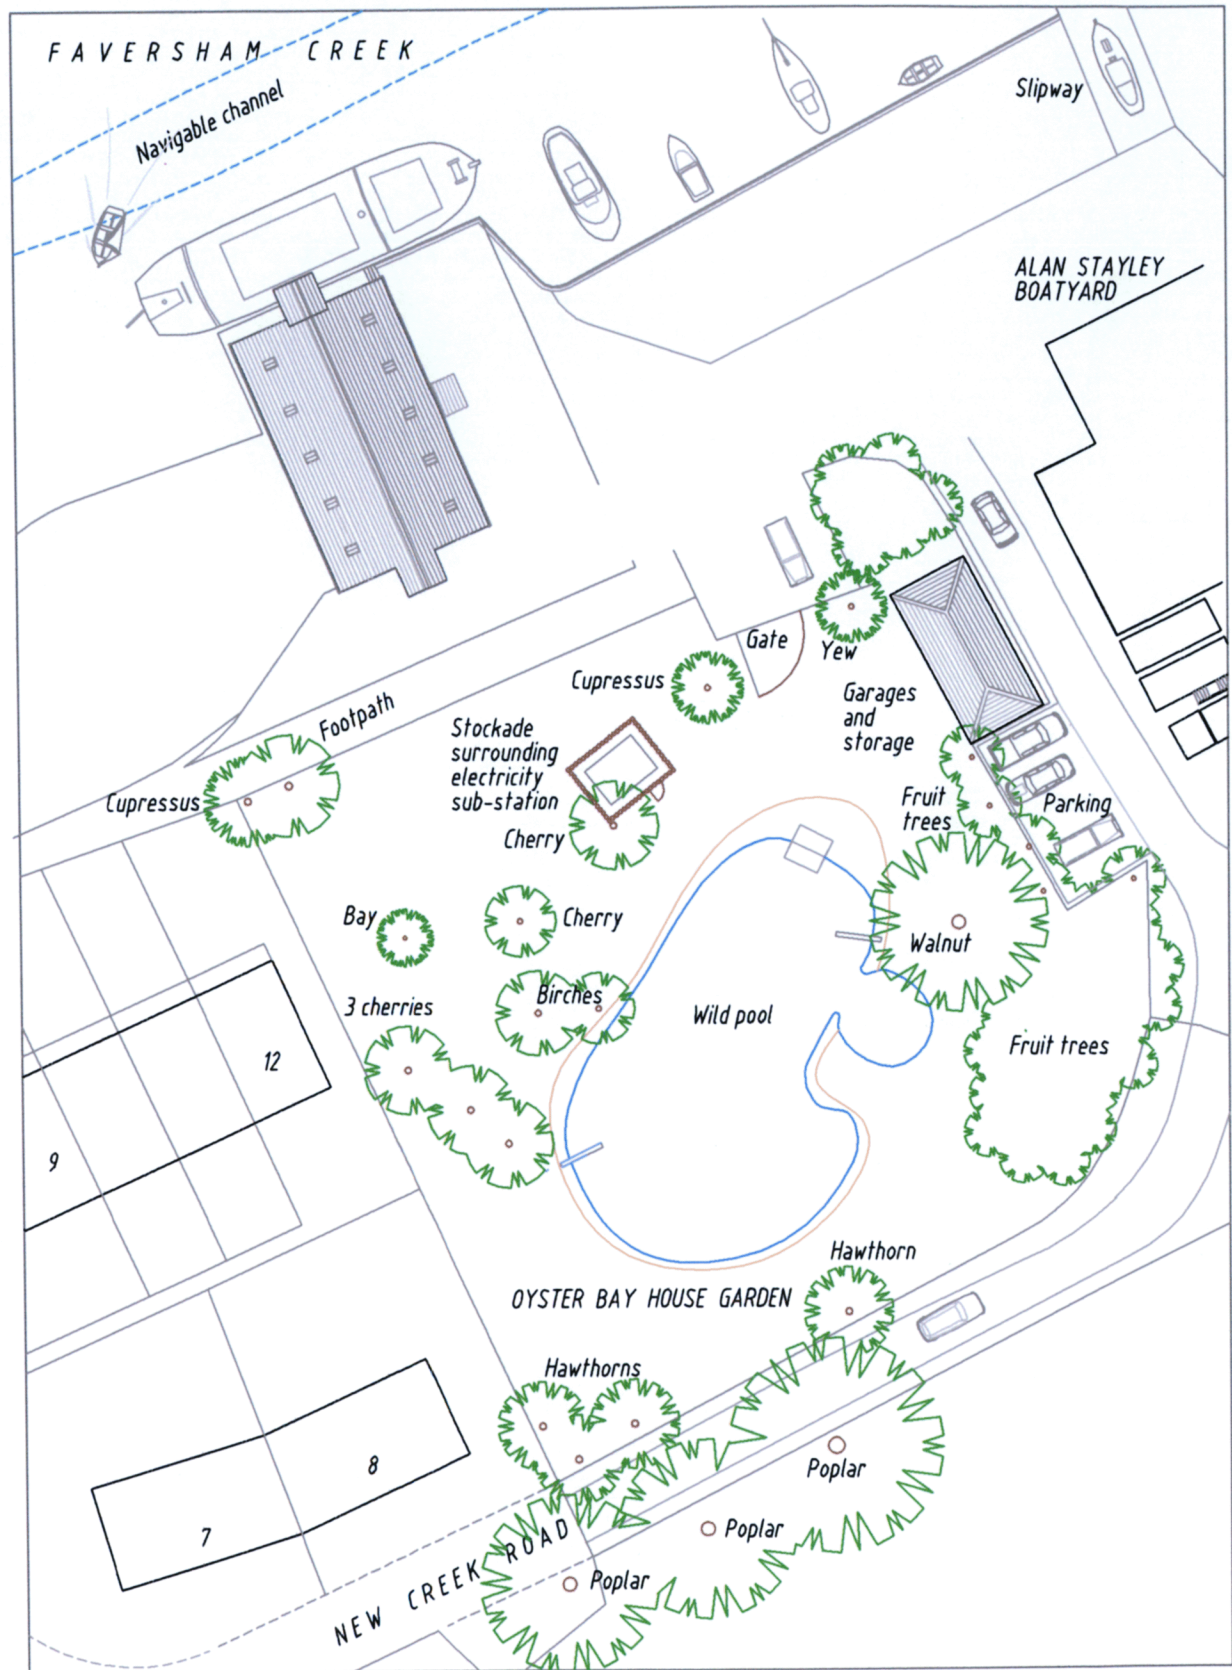 FAVERSHAM CREEK
Navigable channel
Slipway
ALAN STAYLEY
BOATYARD
Gate
Yew
Cupressus
Garages
and
storage
Footpath
Stockade
surrounding
electricity
sub-station
Cupressus
Cherry
Fruit
trees
Parking
Bay
Cherry
Walnut
Birches
3 cherries
Wild pool
Fruit trees
12
9
Hawthorn
OYSTER BAY HOUSE GARDEN
Hawthorns
8
7
Poplar
Poplar
Poplar
NEW CREEK ROAD